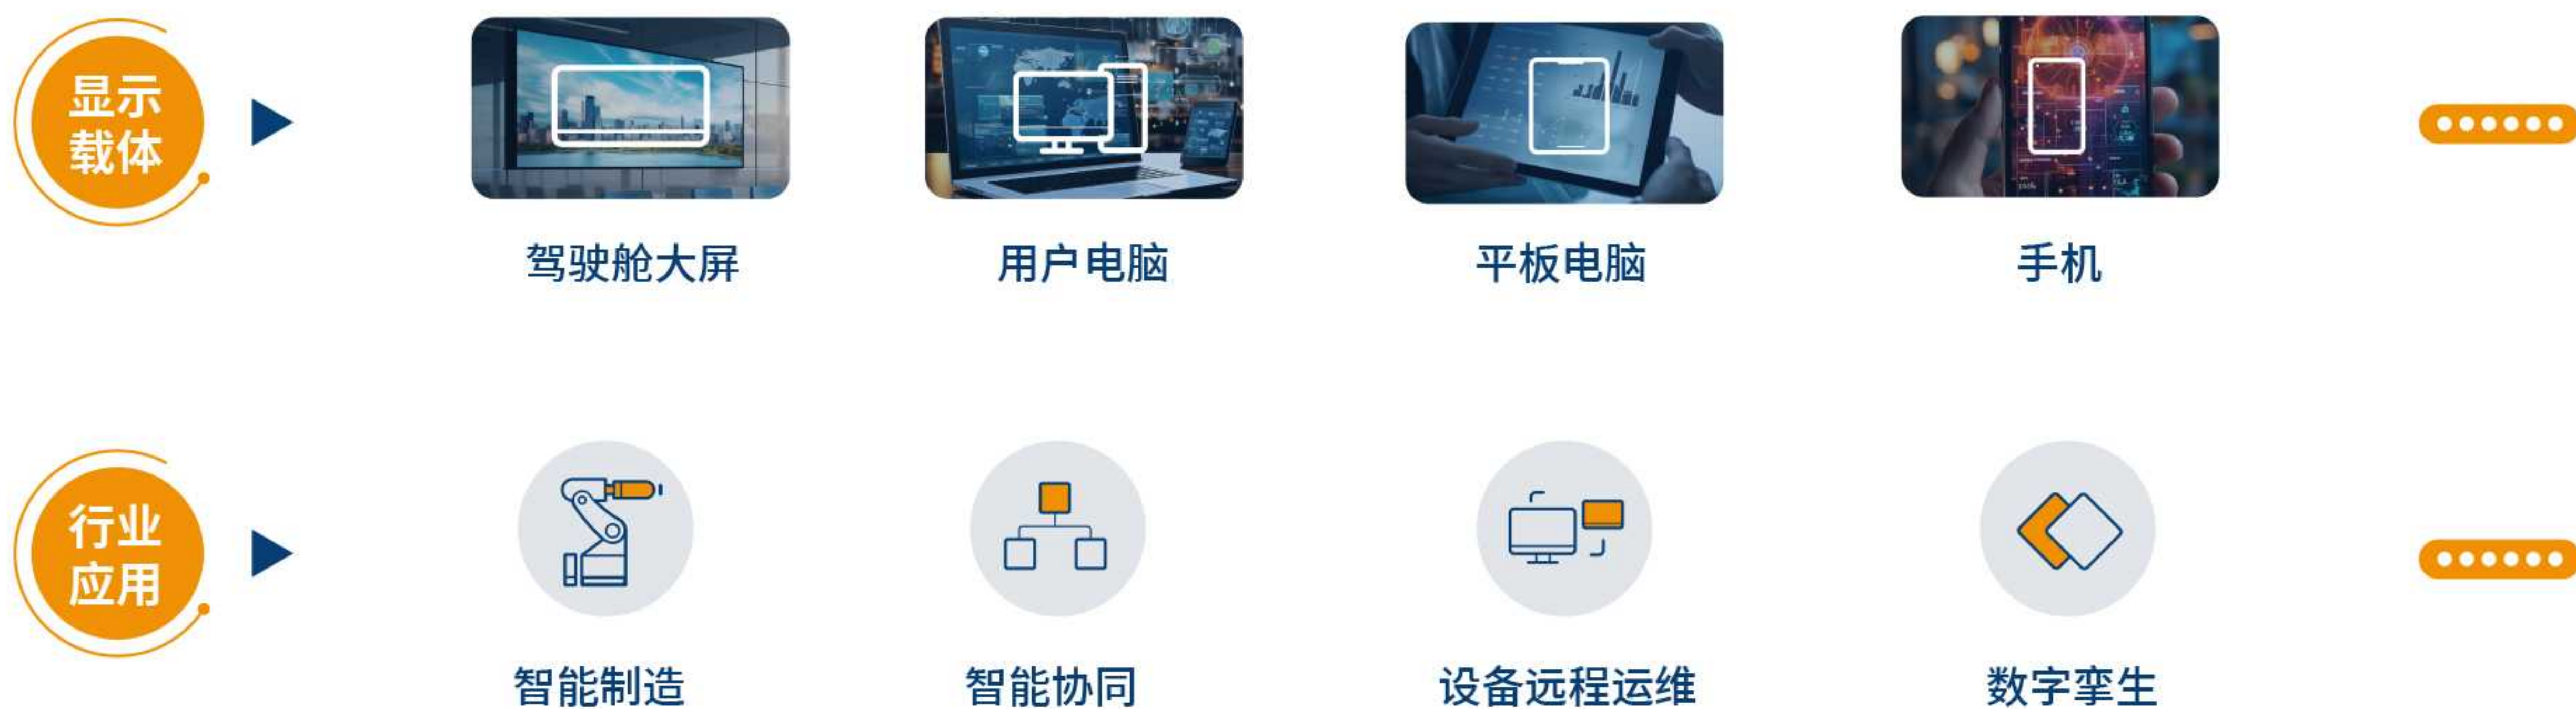 显示
载体
驾驶舱大屏
用户电脑
平板电脑
手机
行业
应用
智能制造
智能协同
设备远程运维
数字孪生